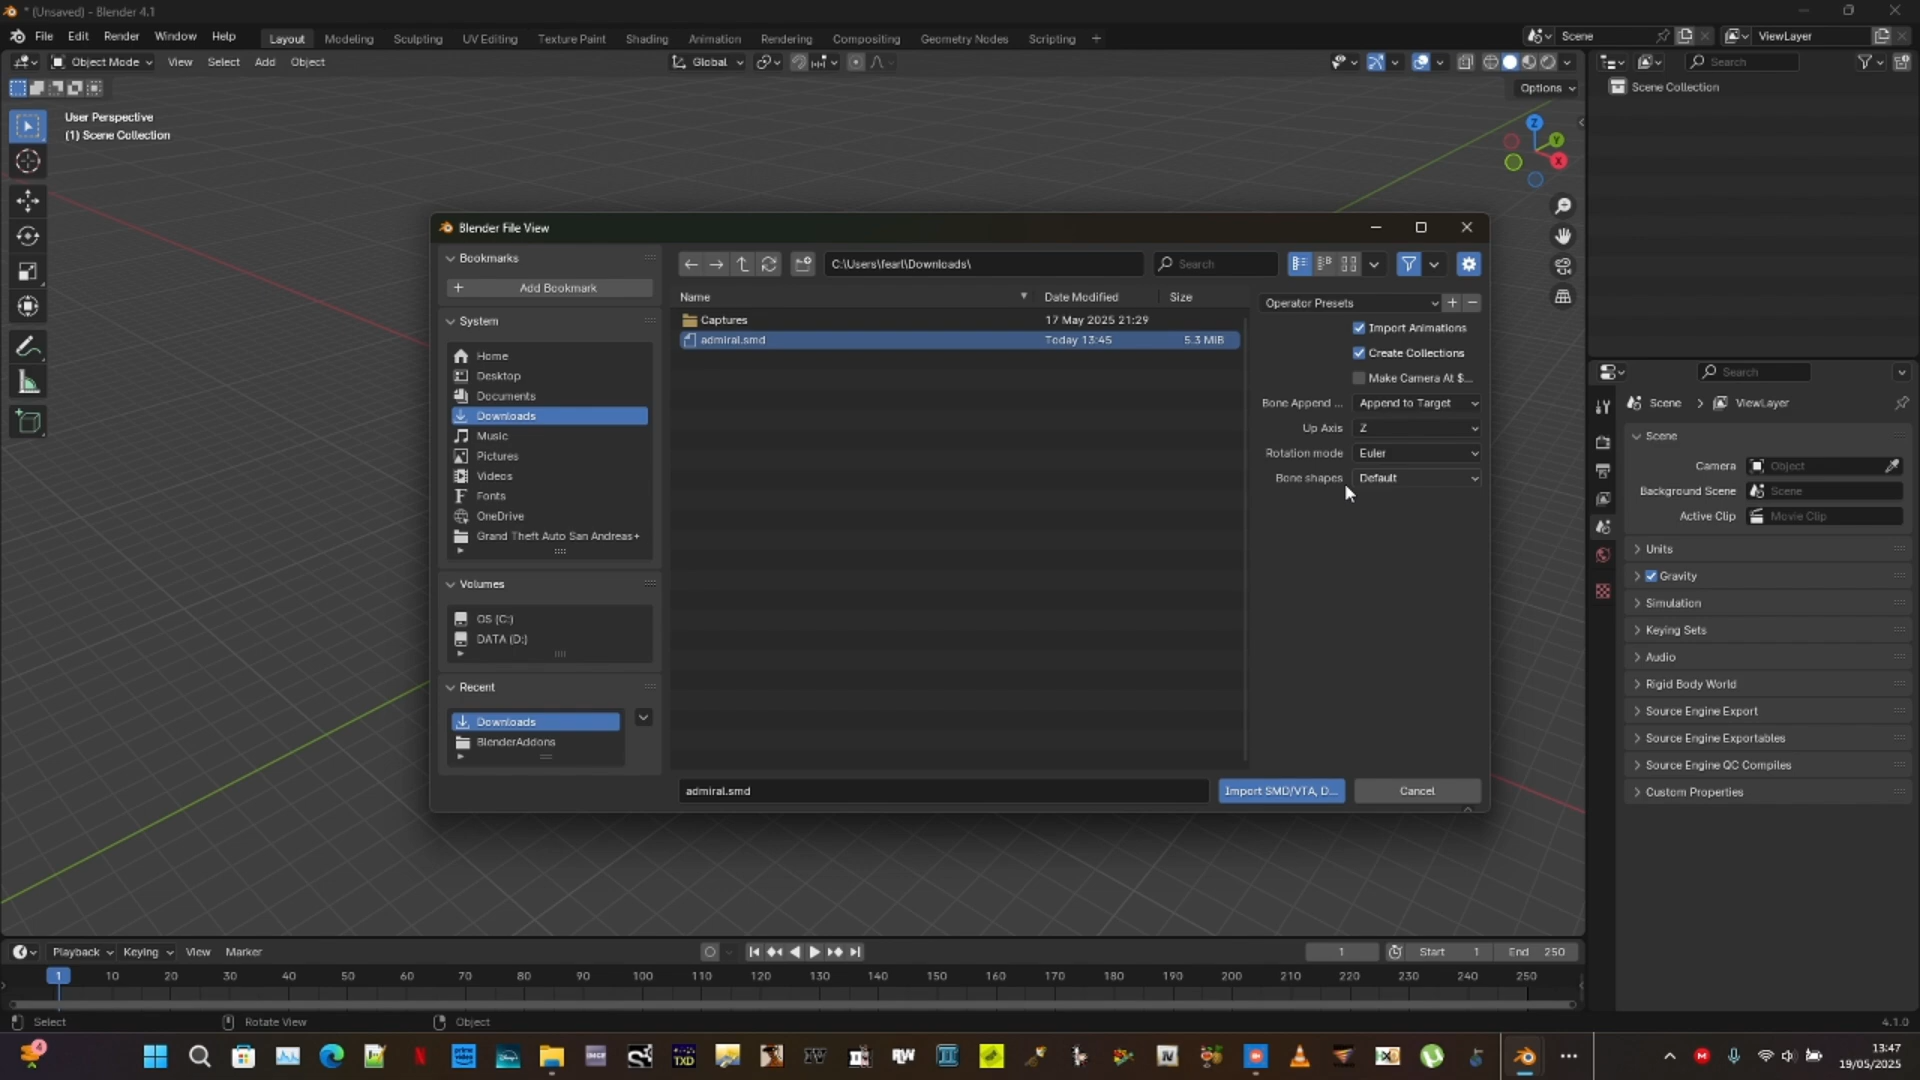 * (Unsaved) - Blender 4.1
File Edit Render Window Help
Layout Modeling Sculpting UV Editing Texture Paint Shading Animation Rendering Compositing Geometry Nodes Scripting +
Scene
ViewLayer
Object Mode View Select Add Object
Global
Search
Options
Scene Collection
User Perspective
(1) Scene Collection
Z
Y
X
Blender File View
Bookmarks
+ Add Bookmark
System
Home
Desktop
Documents
Downloads
Music
Pictures
Videos
Fonts
OneDrive
Grand Theft Auto San Andreas+
Volumes
OS (C:)
DATA (D:)
Recent
Downloads
BlenderAddons
C:\Users\fearl\Downloads\
Search
Name Date Modified Size
Captures 17 May 2025 21:29
admiral.smd Today 13:45 5.3 MiB
Operator Presets
Import Animations
Create Collections
Make Camera At $...
Bone Append ... Append to Target
Up Axis Z
Rotation mode Euler
Bone shapes Default
admiral.smd
Import SMD/VTA, D...
Cancel
Search
Scene > ViewLayer
Scene
Camera Object
Background Scene Scene
Active Clip Movie Clip
Units
Gravity
Simulation
Keying Sets
Audio
Rigid Body World
Source Engine Export
Source Engine Exportables
Source Engine QC Compiles
Custom Properties
Playback Keying View Marker
1
Start 1 End 250
1 10 20 30 40 50 60 70 80 90 100 110 120 130 140 150 160 170 180 190 200 210 220 230 240 250
Select Rotate View Object
4.1.0
4
prime video
IMCF
TXD
IV
RW
IV
13:47
19/05/2025